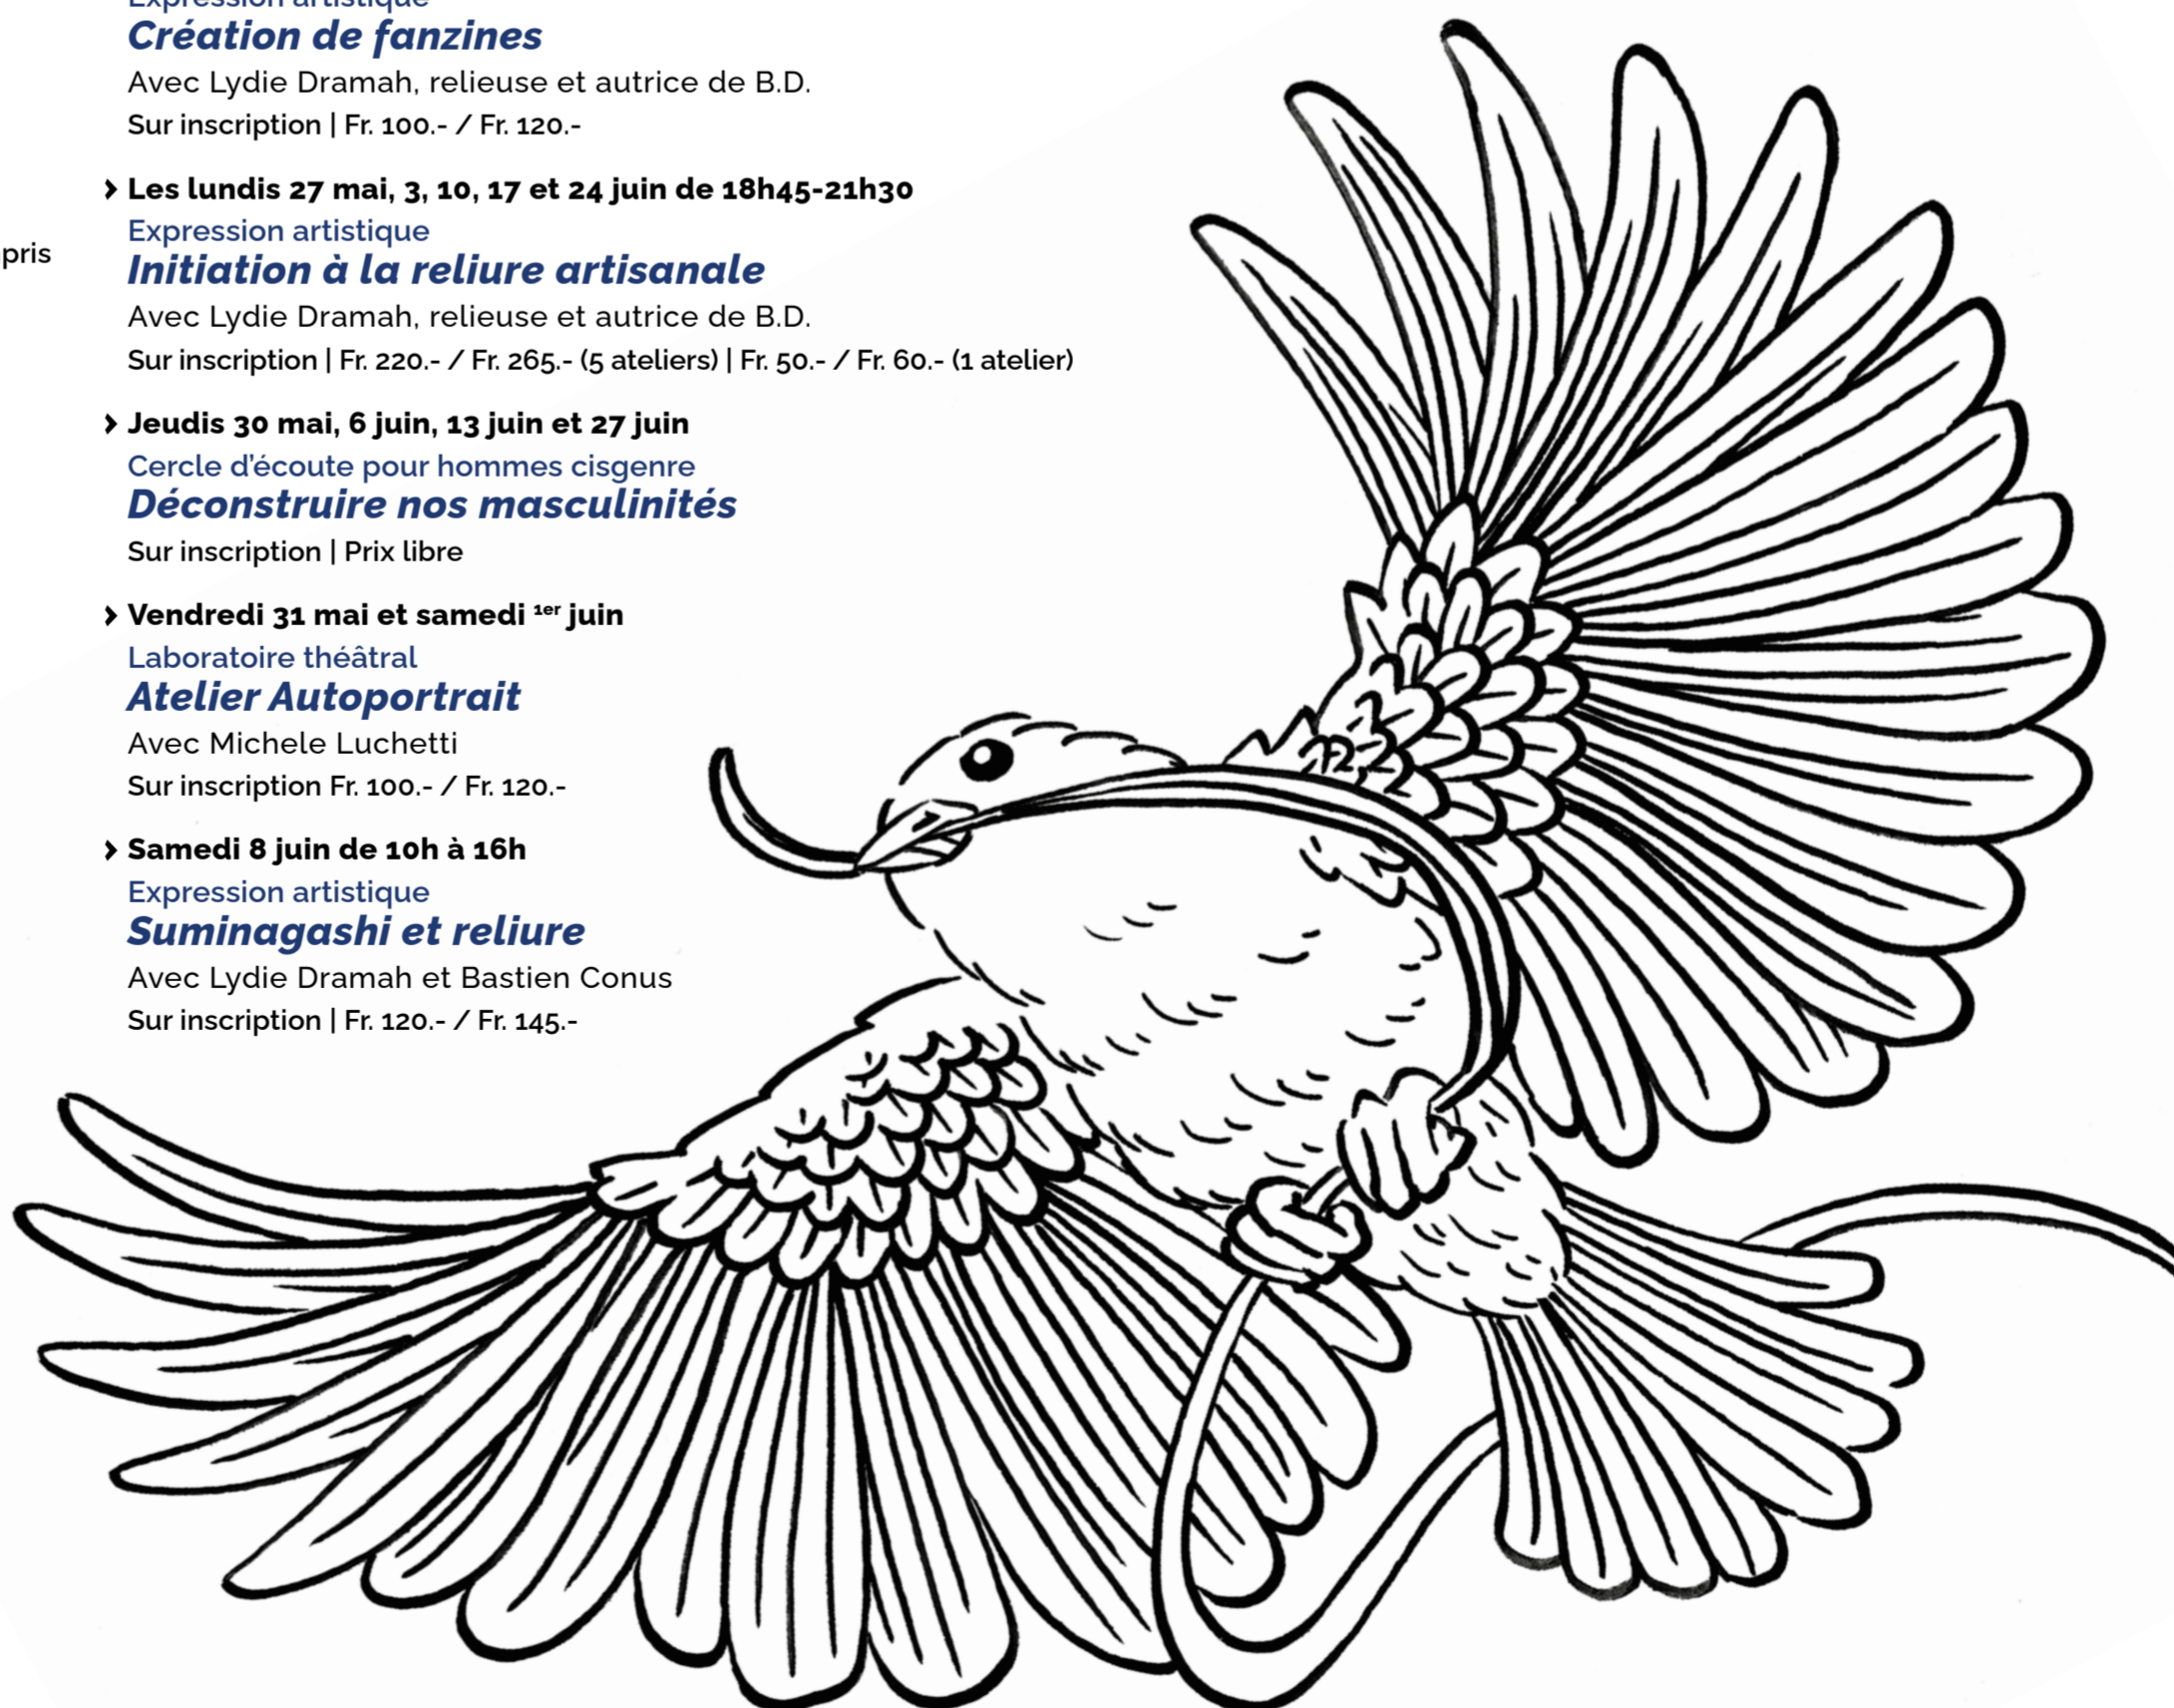 Expression artistique
Création de fanzines
Avec Lydie Dramah, relieuse et autrice de B.D.
Sur inscription | Fr. 100.- / Fr. 120.-
› Les lundis 27 mai, 3, 10, 17 et 24 juin de 18h45-21h30
Expression artistique
pris
Initiation à la reliure artisanale
Avec Lydie Dramah, relieuse et autrice de B.D.
Sur inscription | Fr. 220.- / Fr. 265.- (5 ateliers) | Fr. 50.- / Fr. 60.- (1 atelier)
› Jeudis 30 mai, 6 juin, 13 juin et 27 juin
Cercle d’écoute pour hommes cisgenre
Déconstruire nos masculinités
Sur inscription | Prix libre
› Vendredi 31 mai et samedi 1er juin
Laboratoire théâtral
Atelier Autoportrait
Avec Michele Luchetti
Sur inscription Fr. 100.- / Fr. 120.-
› Samedi 8 juin de 10h à 16h
Expression artistique
Suminagashi et reliure
Avec Lydie Dramah et Bastien Conus
Sur inscription | Fr. 120.- / Fr. 145.-